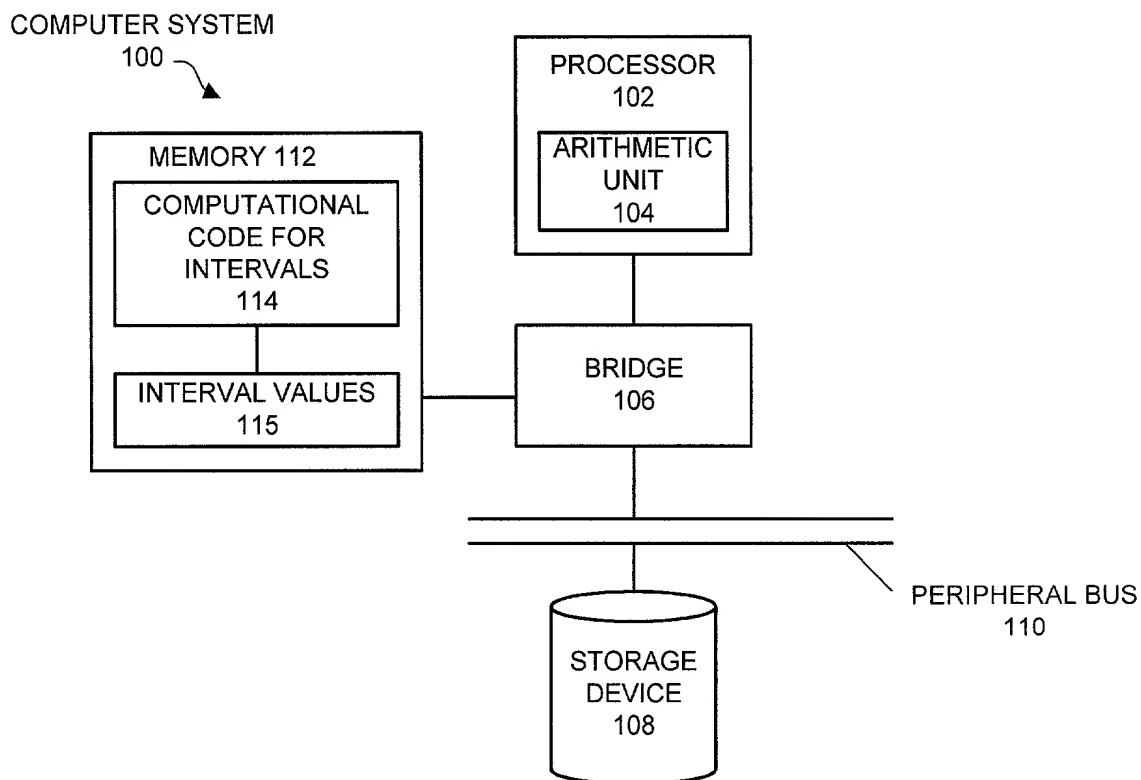 COMPUTER SYSTEM
100
PROCESSOR
102
ARITHMETIC
UNIT
104
MEMORY 112
COMPUTATIONAL
CODE FOR
INTERVALS
114
INTERVAL VALUES
115
BRIDGE
106
PERIPHERAL BUS
110
STORAGE
DEVICE
108